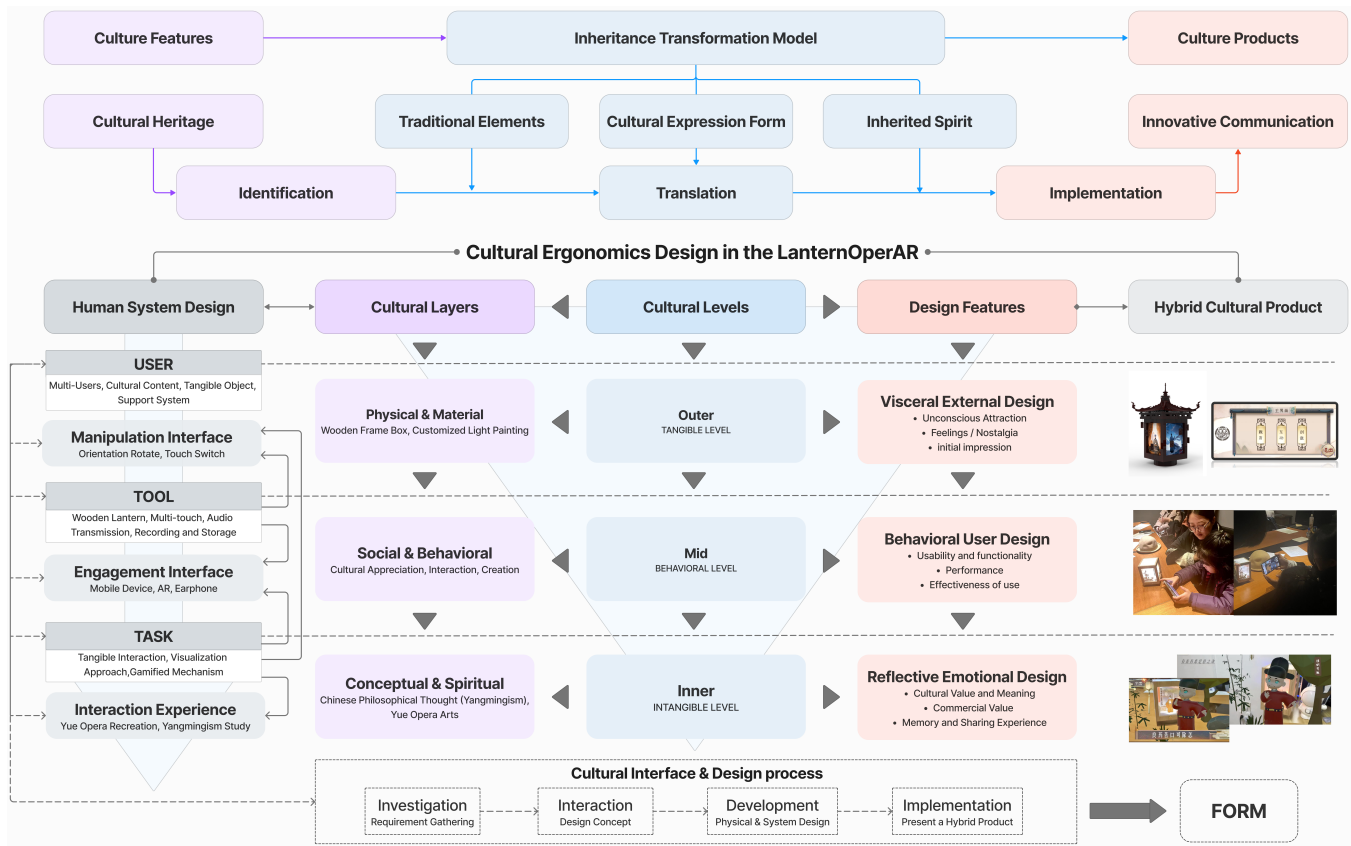 Culture Features
Inheritance Transformation Model
Culture Products
Cultural Heritage
Traditional Elements
Cultural Expression Form
Inherited Spirit
Innovative Communication
Identification
Translation
Implementation
Cultural Ergonomics Design in the LanternOperAR
Human System Design
Cultural Layers
Cultural Levels
Design Features
Hybrid Cultural Product
USER
Multi-Users, Cultural Content, Tangible Object,
Support System
Manipulation Interface
Orientation Rotate, Touch Switch
TOOL
Wooden Lantern, Multi-touch, Audio
Transmission, Recording and Storage
Engagement Interface
Mobile Device, AR, Earphone
TASK
Tangible Interaction, Visualization
Approach,Gamified Mechanism
Interaction Experience
Yue Opera Recreation, Yangmingism Study
Physical & Material
Wooden Frame Box, Customized Light Painting
Outer
TANGIBLE LEVEL
Visceral External Design
• Unconscious Attraction
• Feelings / Nostalgia
• initial impression
Social & Behavioral
Cultural Appreciation, Interaction, Creation
Mid
BEHAVIORAL LEVEL
Behavioral User Design
• Usability and functionality
• Performance
• Effectiveness of use
Conceptual & Spiritual
Chinese Philosophical Thought (Yangmingism),
Yue Opera Arts
Inner
INTANGIBLE LEVEL
Reflective Emotional Design
• Cultural Value and Meaning
• Commercial Value
• Memory and Sharing Experience
Cultural Interface & Design process
Investigation
Requirement Gathering
Interaction
Design Concept
Development
Physical & System Design
Implementation
Present a Hybrid Product
FORM